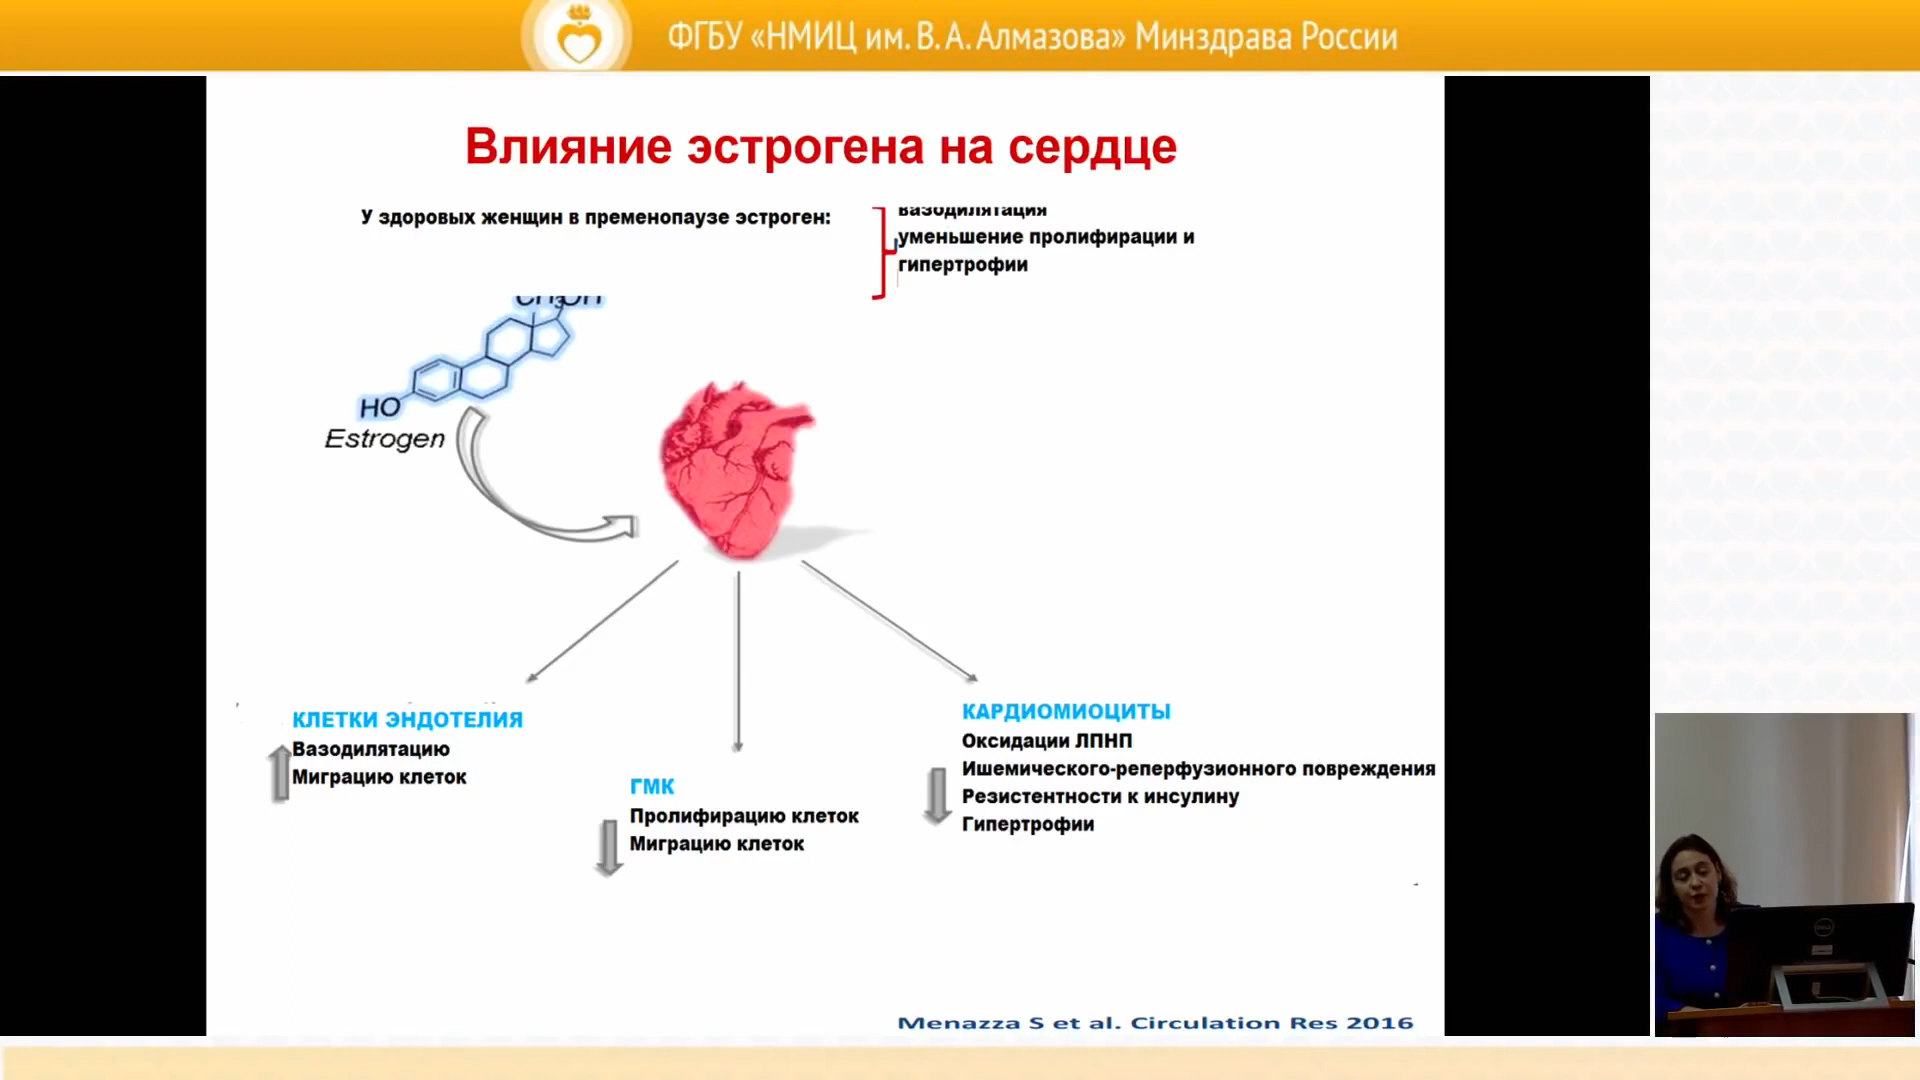 ФГБУ «НМИЦ им. В. А. Алмазова» Минздрава России
Влияние эстрогена на сердце
У здоровых женщин в пременопаузе эстроген:
вазодилятация
уменьшение пролифирации и
гипертрофии
CH3OH
HO
Estrogen
КЛЕТКИ ЭНДОТЕЛИЯ
Вазодилятацию
Миграцию клеток
ГМК
Пролифирацию клеток
Миграцию клеток
КАРДИОМИОЦИТЫ
Оксидации ЛПНП
Ишемического-реперфузионного повреждения
Резистентности к инсулину
Гипертрофии
Menazza S et al. Circulation Res 2016